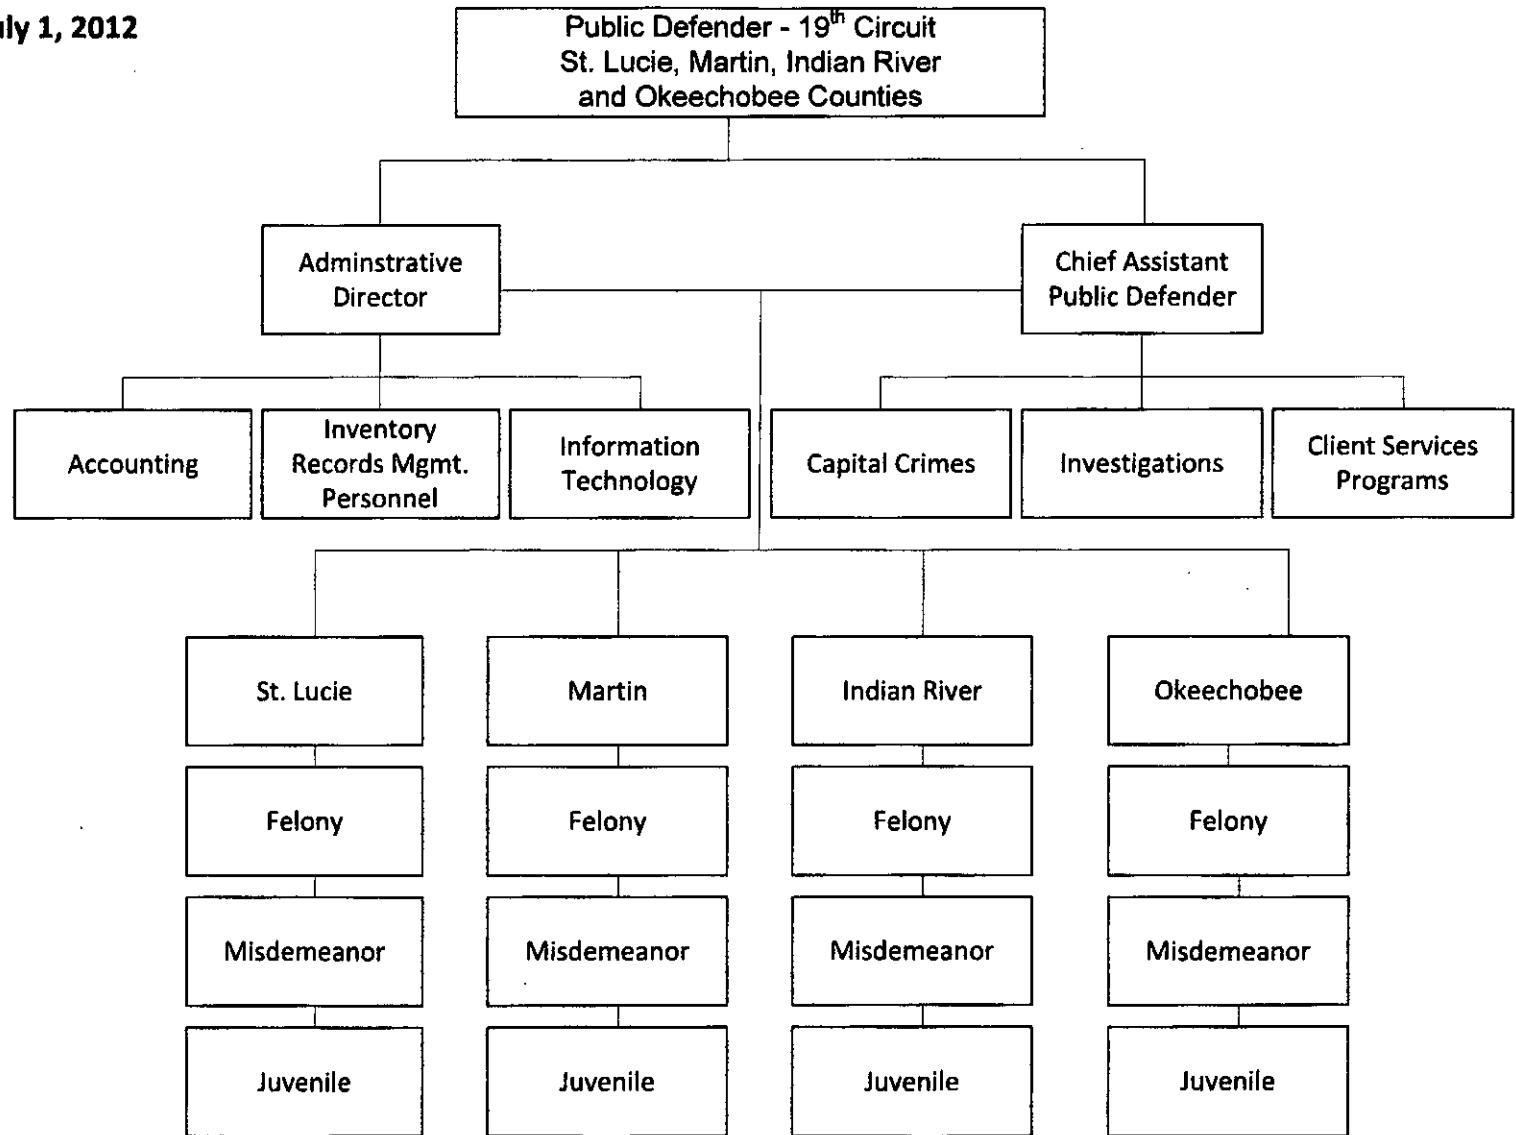 uly 1, 2012
Public Defender - 19th Circuit
St. Lucie, Martin, Indian River
and Okeechobee Counties
Adminstrative
Director
Chief Assistant
Public Defender
Accounting
Inventory
Records Mgmt.
Personnel
Information
Technology
Capital Crimes
Investigations
Client Services
Programs
St. Lucie
Martin
Indian River
Okeechobee
Felony
Felony
Felony
Felony
Misdemeanor
Misdemeanor
Misdemeanor
Misdemeanor
Juvenile
Juvenile
Juvenile
Juvenile